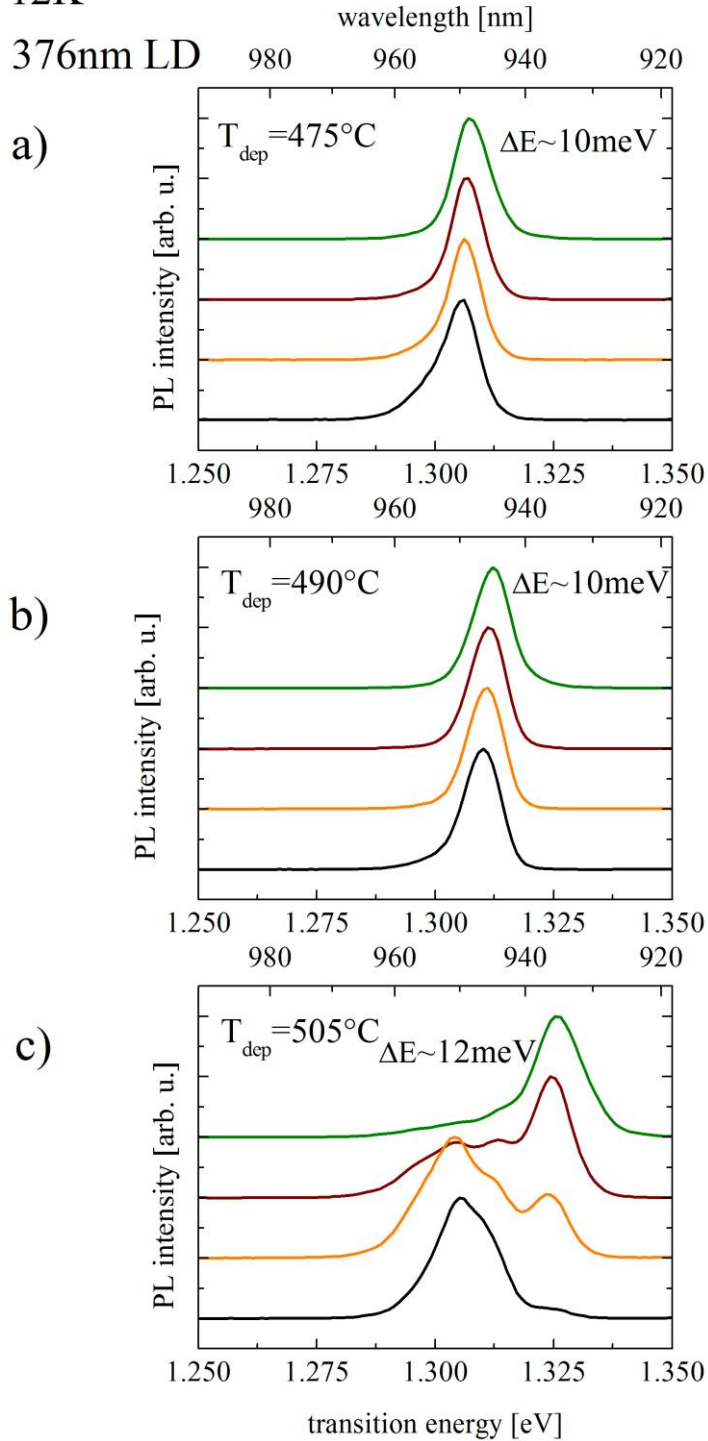 12K
wavelength [nm]
376nm LD
980 960 940 920
a)
T_dep=475°C ΔE~10meV
PL intensity [arb. u.]
1.250 1.275 1.300 1.325 1.350
980 960 940 920
b)
T_dep=490°C ΔE~10meV
PL intensity [arb. u.]
1.250 1.275 1.300 1.325 1.350
980 960 940 920
c)
T_dep=505°C ΔE~12meV
PL intensity [arb. u.]
1.250 1.275 1.300 1.325 1.350
transition energy [eV]